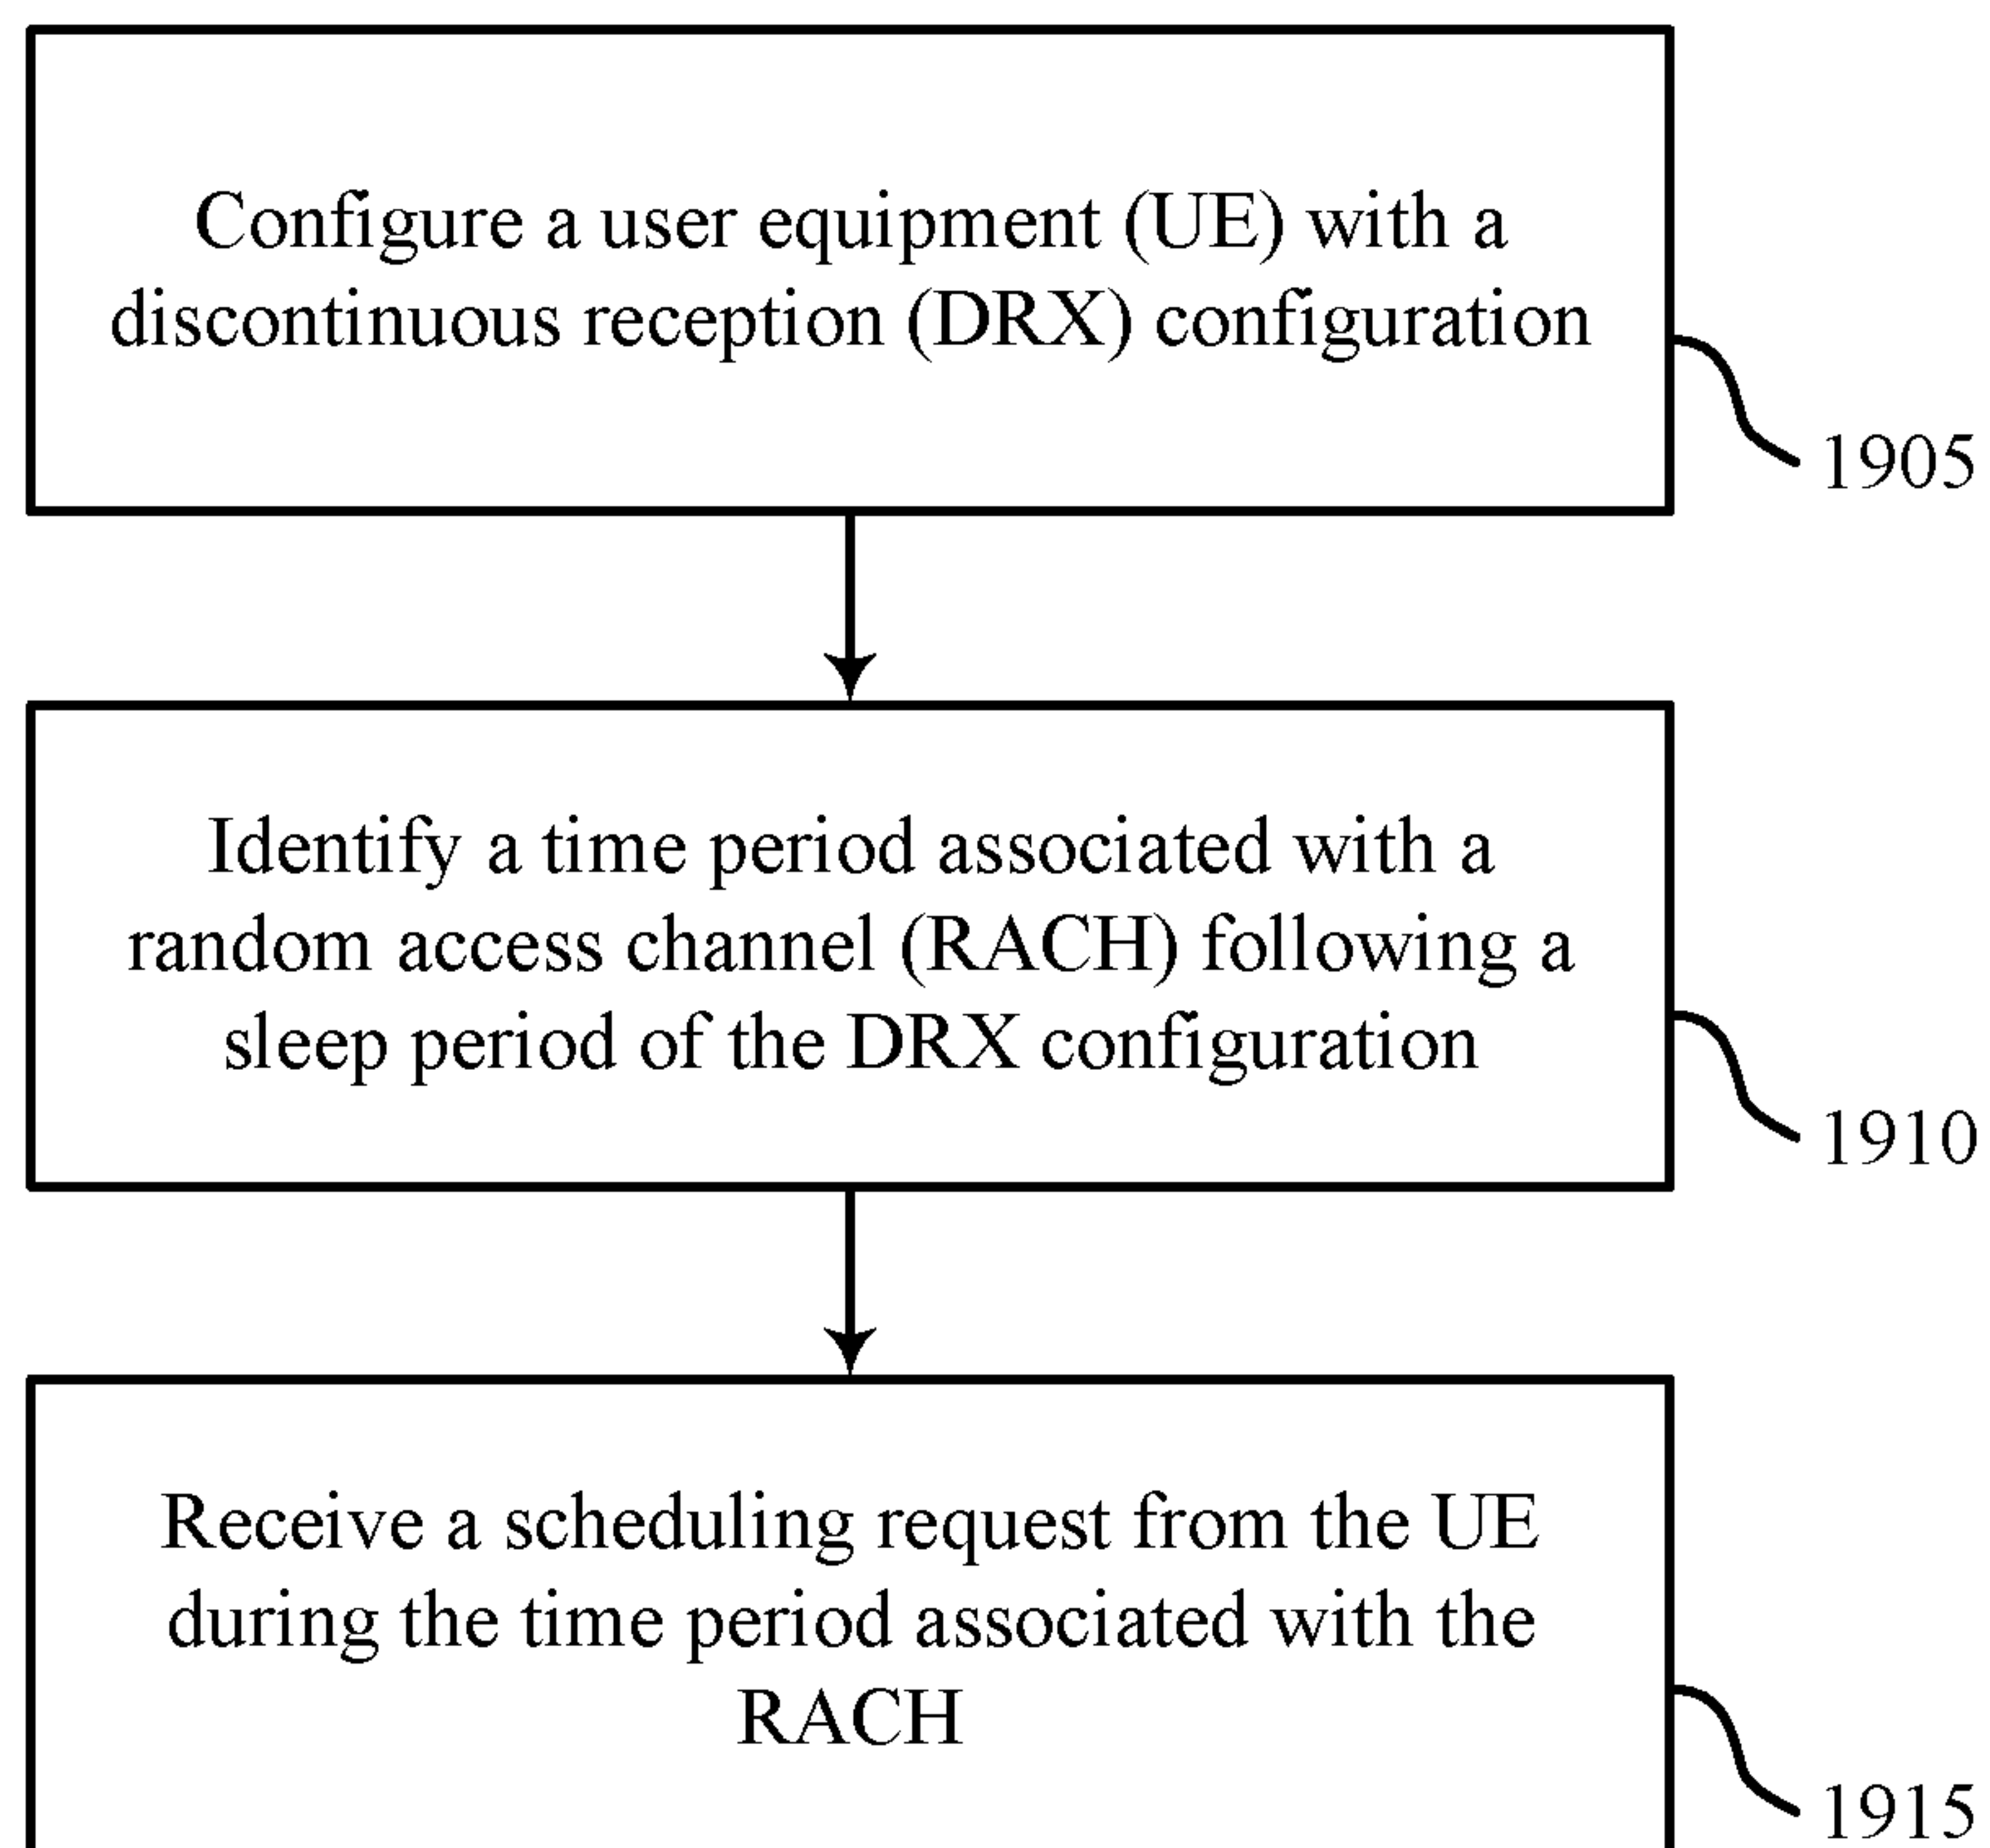 Configure a user equipment (UE) with a
discontinuous reception (DRX) configuration
1905
Identify a time period associated with a
random access channel (RACH) following a
sleep period of the DRX configuration
1910
Receive a scheduling request from the UE
during the time period associated with the
RACH
1915